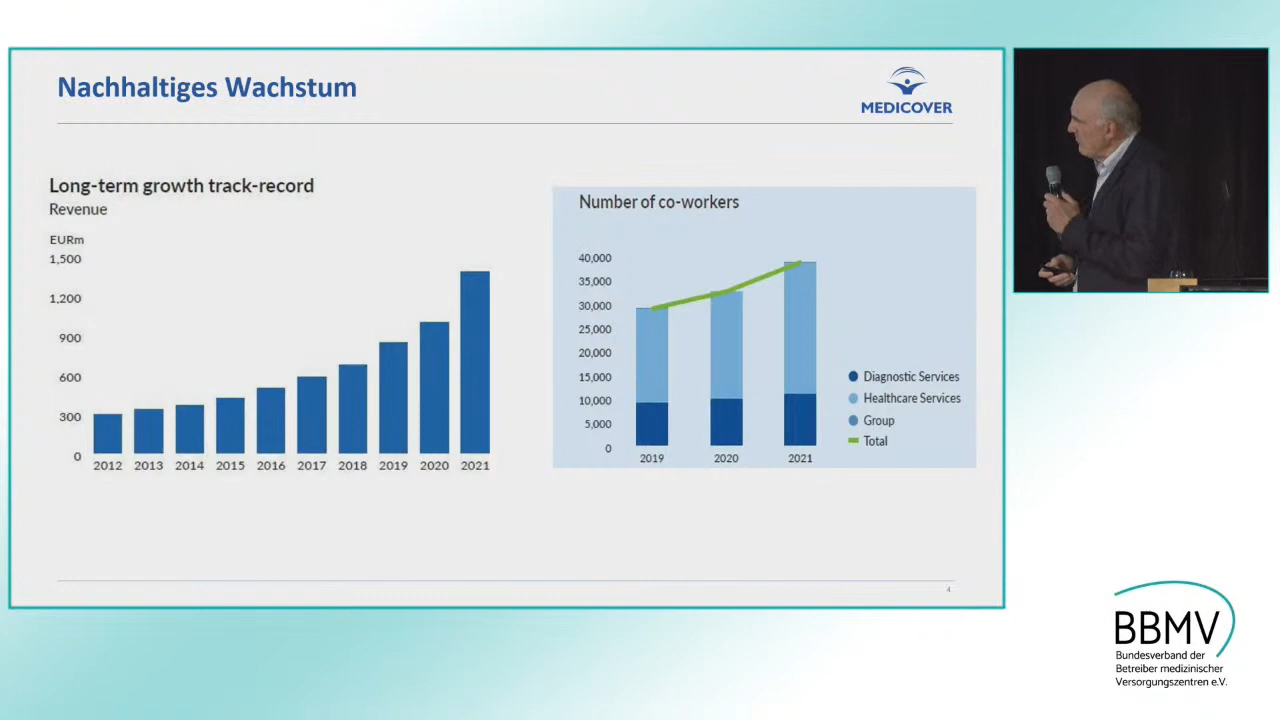 Nachhaltiges Wachstum
MEDICOVER
Long-term growth track-record
Revenue
EURm
1,500
1,200
900
600
300
0
2012 2013 2014 2015 2016 2017 2018 2019 2020 2021
Number of co-workers
40,000
35,000
30,000
25,000
20,000
15,000
10,000
5,000
0
2019 2020 2021
Diagnostic Services
Healthcare Services
Group
Total
4
BBMV
Bundesverband der
Betreiber medizinischer
Versorgungszentren e.V.